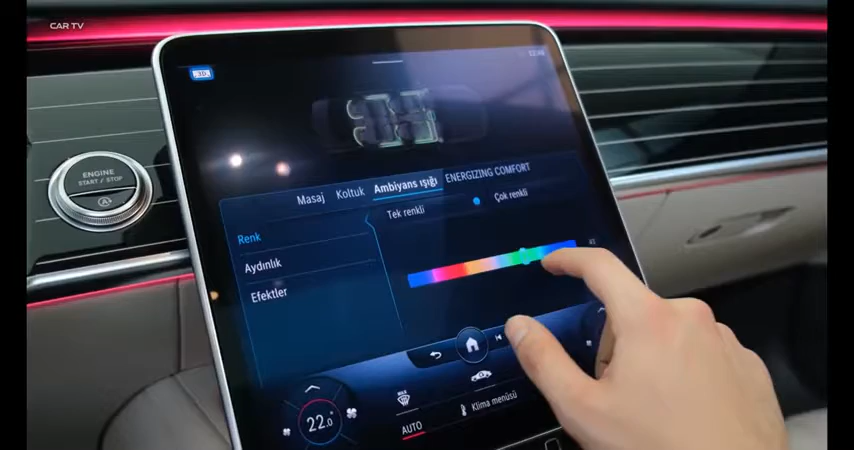 CAR TV
ENGINE
START / STOP
A
Masaj Koltuk Ambiyans ışığı ENERGIZING COMFORT
Tek renkli Çok renkli
Renk
Aydınlık
Efektler
22.0
MAX
AUTO
Klima menüsü